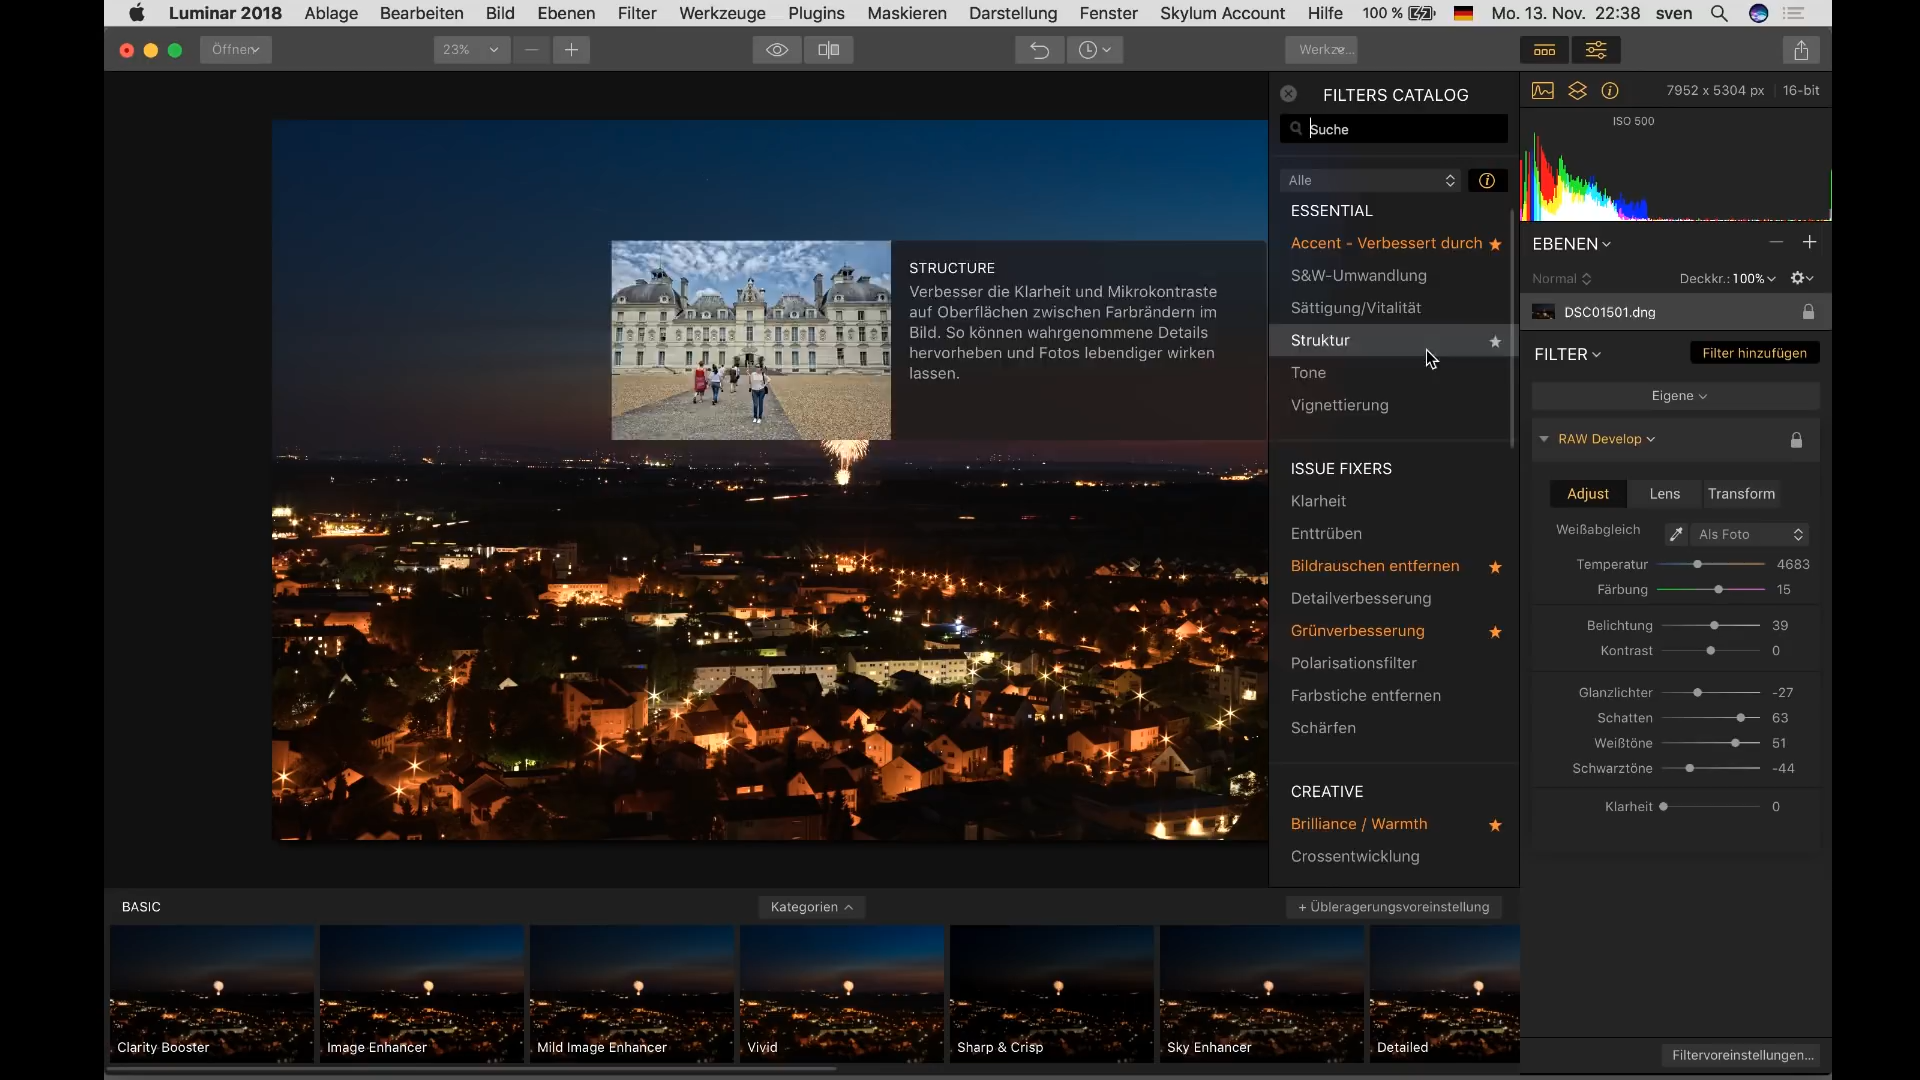 Luminar 2018 Ablage Bearbeiten Bild Ebenen Filter Werkzeuge Plugins Maskieren Darstellung Fenster Skylum Account Hilfe 100 % Mo. 13. Nov. 22:38 sven
Öffnen 23% Werkze...
FILTERS CATALOG
Suche
Alle
ESSENTIAL
Accent - Verbessert durch
S&W-Umwandlung
Sättigung/Vitalität
Struktur
Tone
Vignettierung
ISSUE FIXERS
Klarheit
Enttrüben
Bildrauschen entfernen
Detailverbesserung
Grünverbesserung
Polarisationsfilter
Farbstiche entfernen
Schärfen
CREATIVE
Brilliance / Warmth
Crossentwicklung
STRUCTURE
Verbesser die Klarheit und Mikrokontraste
auf Oberflächen zwischen Farbrändern im
Bild. So können wahrgenommene Details
hervorheben und Fotos lebendiger wirken
lassen.
7952 x 5304 px 16-bit
ISO 500
EBENEN
Normal Deckkr.: 100%
DSC01501.dng
FILTER Filter hinzufügen
Eigene
RAW Develop
Adjust Lens Transform
Weißabgleich Als Foto
Temperatur 4683
Färbung 15
Belichtung 39
Kontrast 0
Glanzlichter -27
Schatten 63
Weißtöne 51
Schwarztöne -44
Klarheit 0
BASIC Kategorien + Übleragerungsvoreinstellung
Clarity Booster Image Enhancer Mild Image Enhancer Vivid Sharp & Crisp Sky Enhancer Detailed
Filtervoreinstellungen...